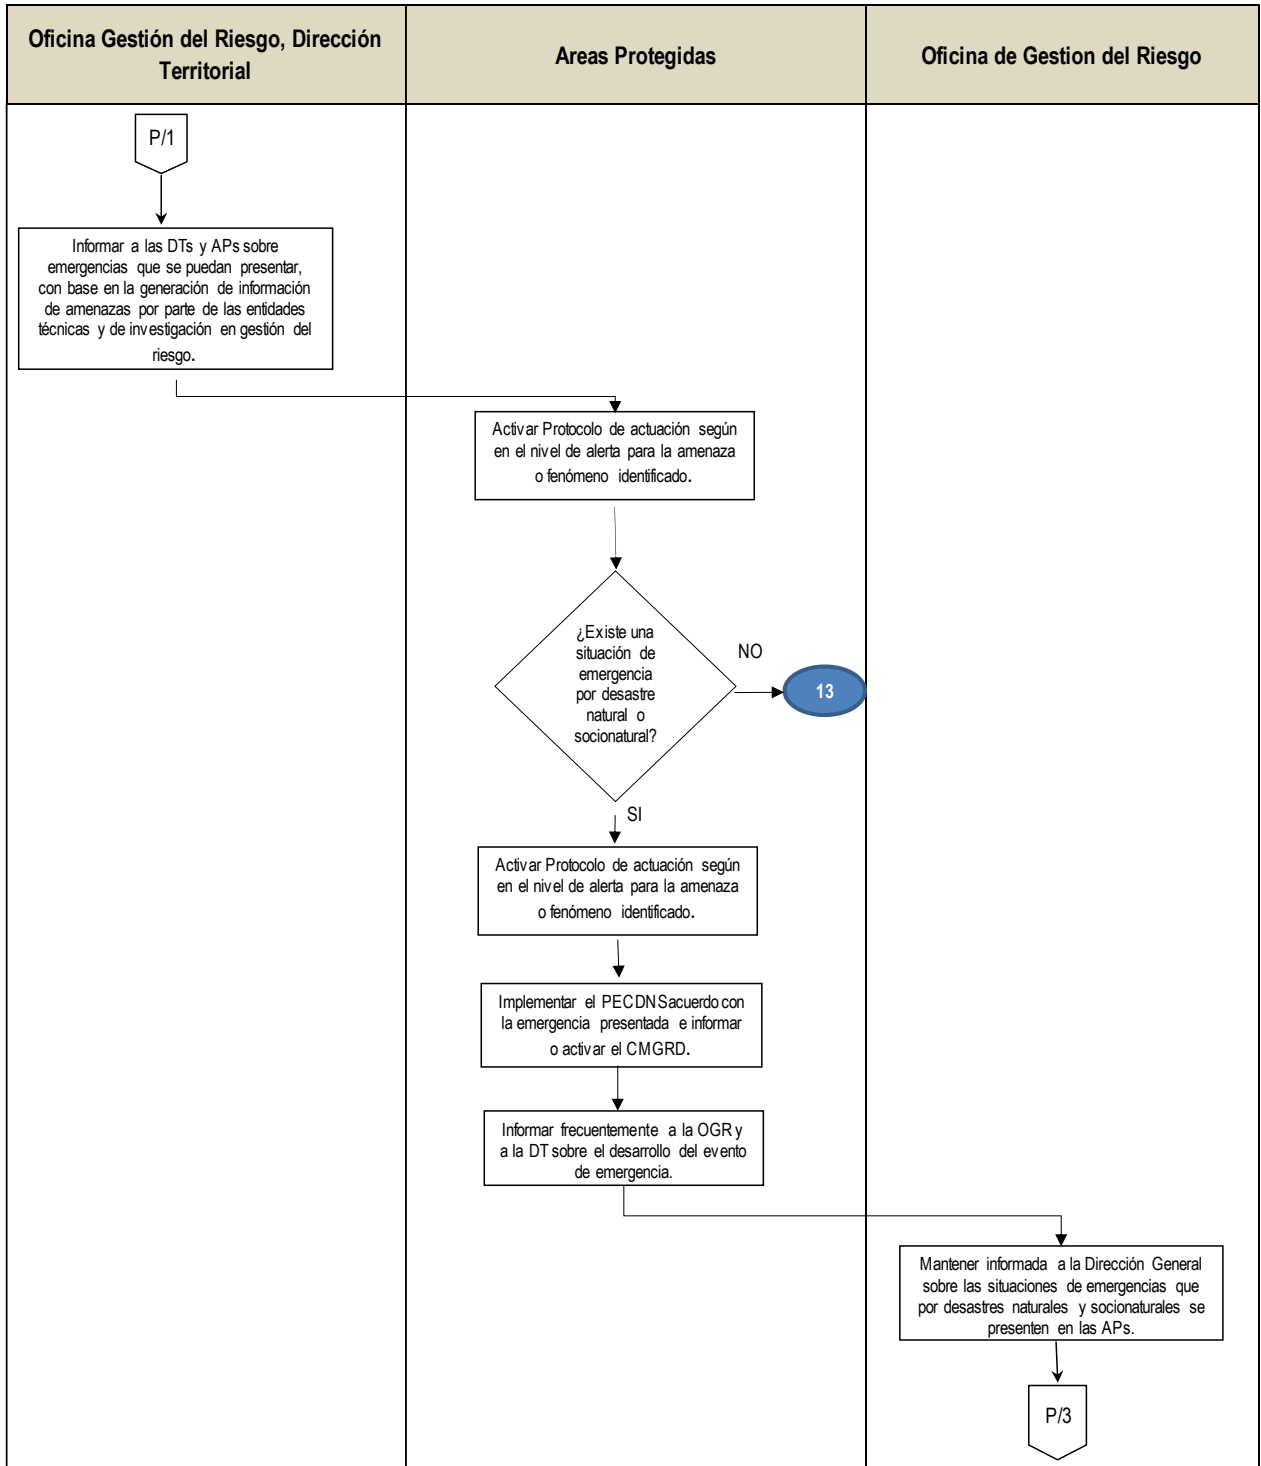 Oficina Gestión del Riesgo, Dirección
Territorial
Areas Protegidas
Oficina de Gestion del Riesgo
P/1
Informar a las DTs y APs sobre
emergencias que se puedan presentar,
con base en la generación de información
de amenazas por parte de las entidades
técnicas y de investigación en gestión del
riesgo.
Activar Protocolo de actuación según
en el nivel de alerta para la amenaza
o fenómeno identificado.
¿Existe una
situación de
emergencia
por desastre
natural o
socionatural?
NO
13
SI
Activar Protocolo de actuación según
en el nivel de alerta para la amenaza
o fenómeno identificado.
Implementar el PECDNS acuerdo con
la emergencia presentada e informar
o activar el CMGRD.
Informar frecuentemente a la OGR y
a la DT sobre el desarrollo del evento
de emergencia.
Mantener informada a la Dirección General
sobre las situaciones de emergencias que
por desastres naturales y socionaturales se
presenten en las APs.
P/3